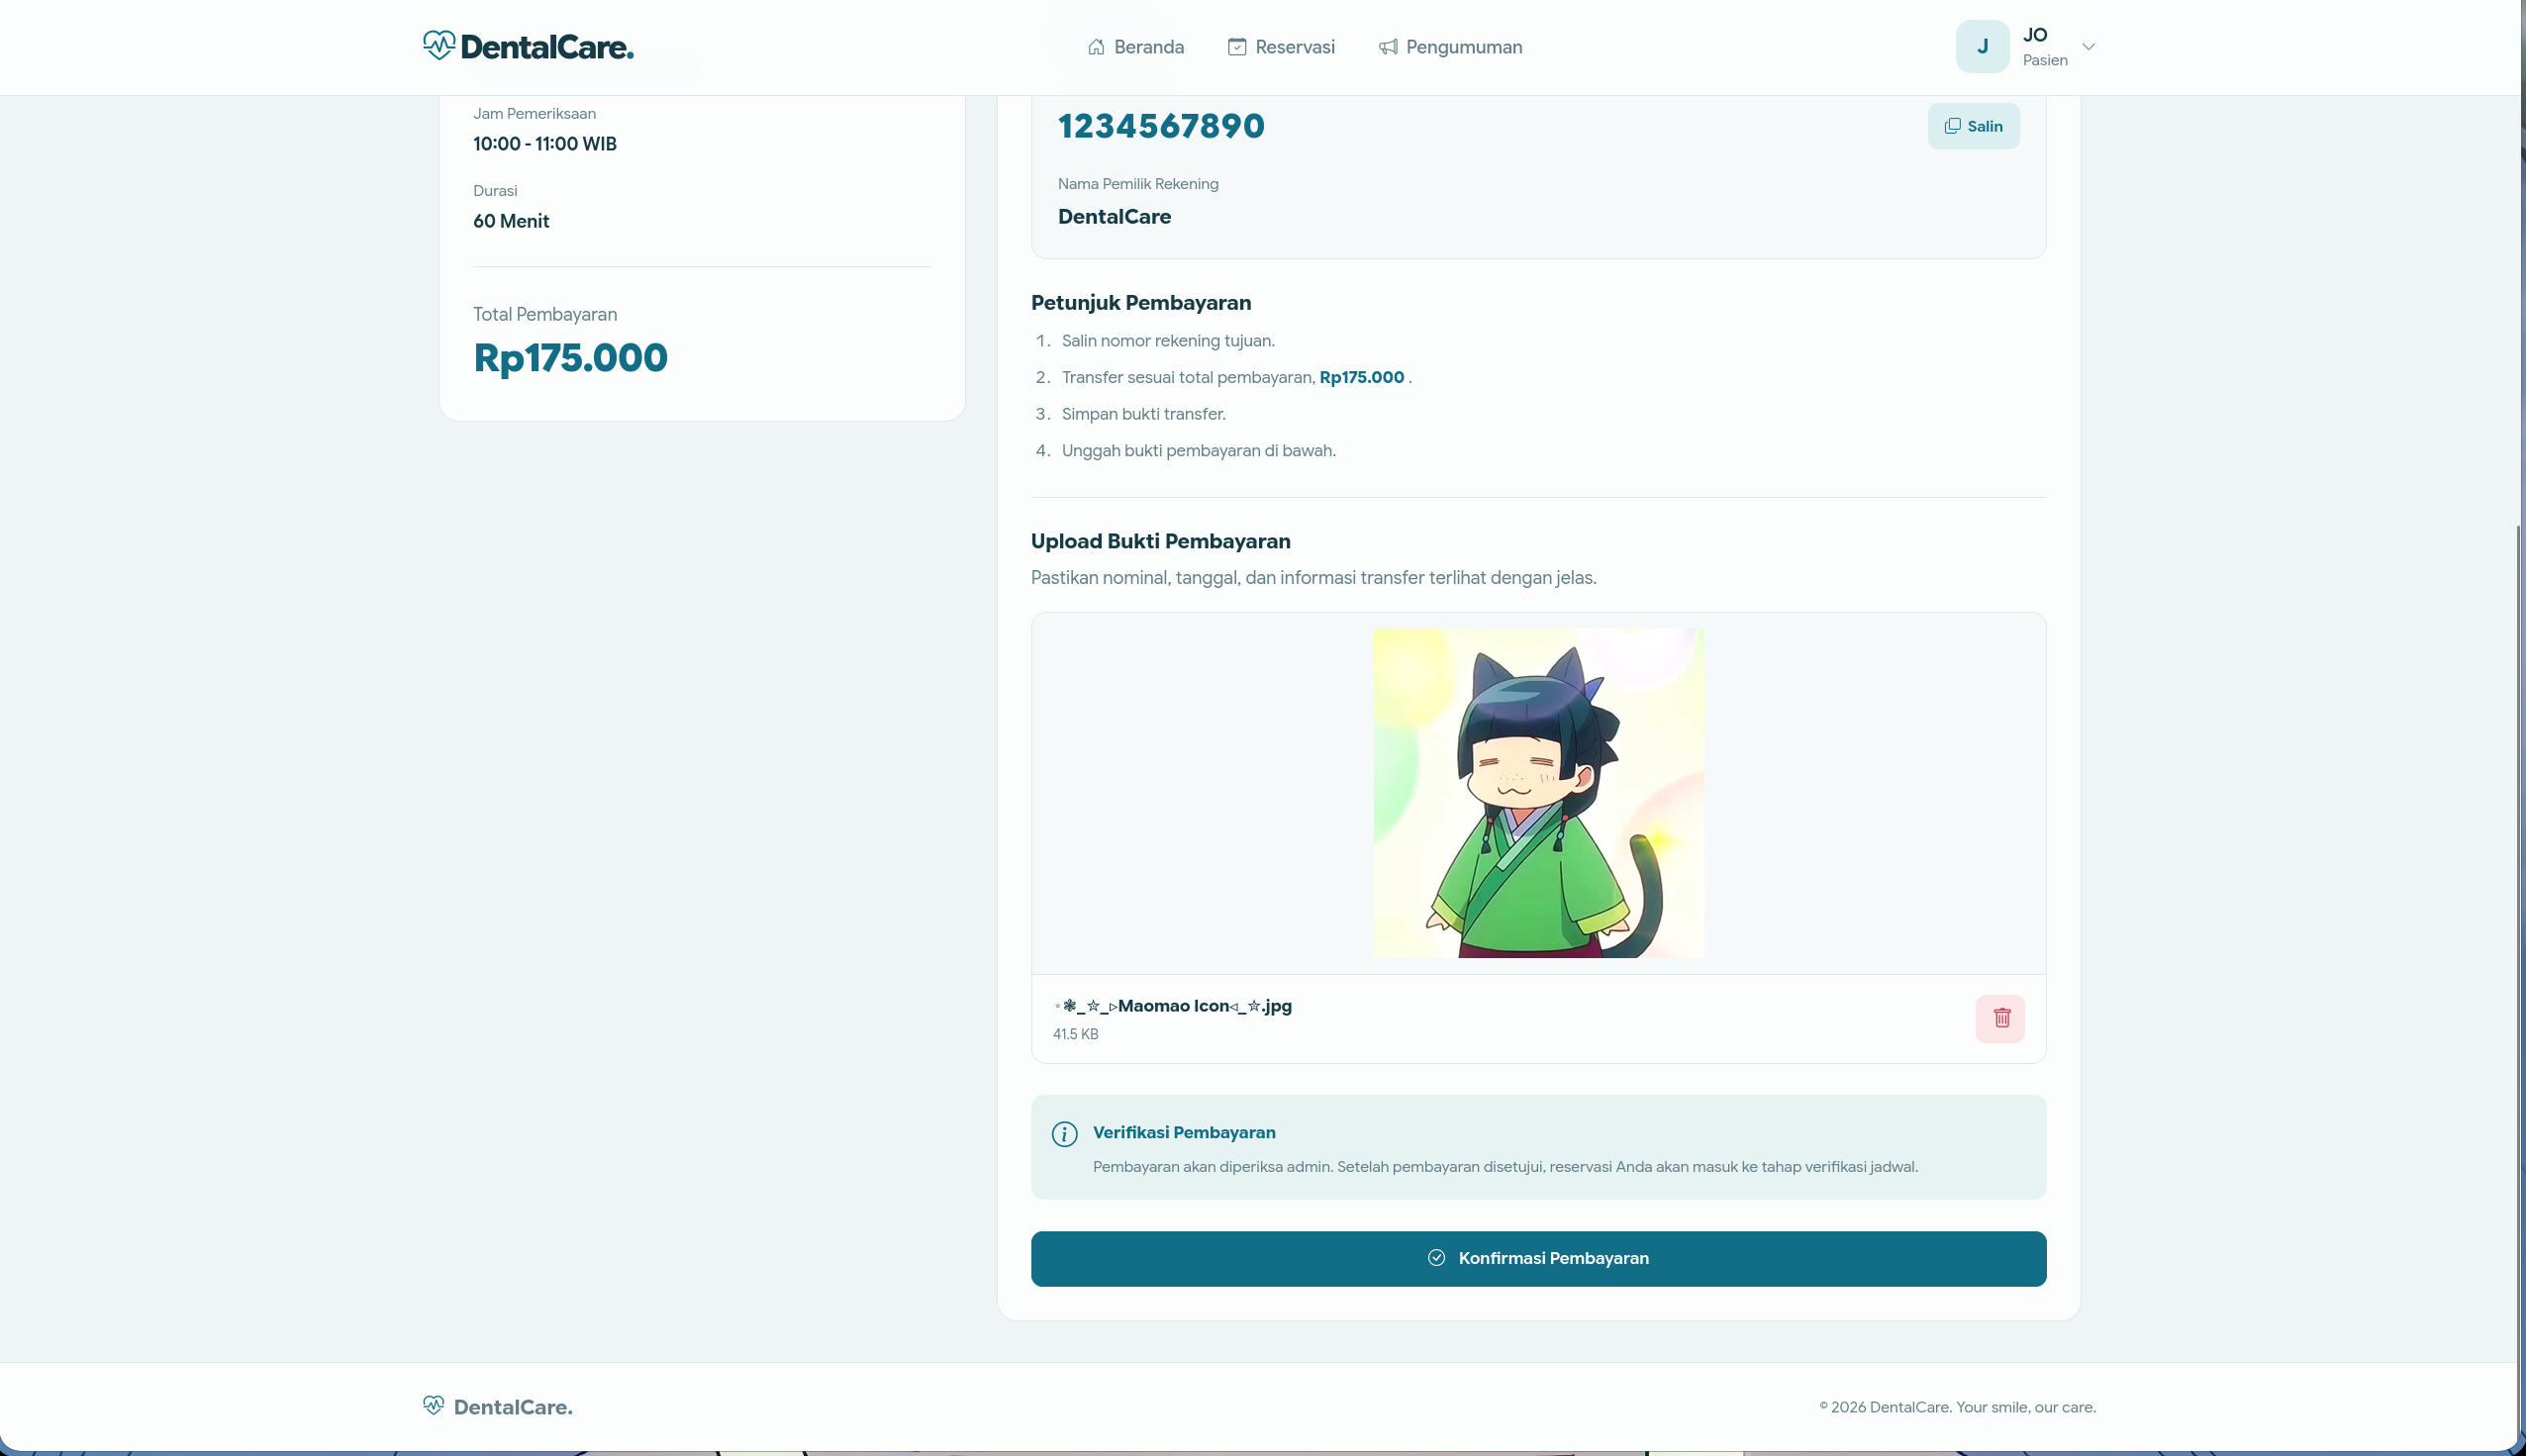 DentalCare.
Beranda
Reservasi
Pengumuman
J
JO
Pasien
Jam Pemeriksaan
10:00 - 11:00 WIB
Durasi
60 Menit
Total Pembayaran
Rp175.000
1234567890
Salin
Nama Pemilik Rekening
DentalCare
Petunjuk Pembayaran
1. Salin nomor rekening tujuan.
2. Transfer sesuai total pembayaran, Rp175.000 .
3. Simpan bukti transfer.
4. Unggah bukti pembayaran di bawah.
Upload Bukti Pembayaran
Pastikan nominal, tanggal, dan informasi transfer terlihat dengan jelas.
◦❃_☆_▹Maomao Icon◃_☆.jpg
41.5 KB
Verifikasi Pembayaran
Pembayaran akan diperiksa admin. Setelah pembayaran disetujui, reservasi Anda akan masuk ke tahap verifikasi jadwal.
Konfirmasi Pembayaran
DentalCare.
© 2026 DentalCare. Your smile, our care.